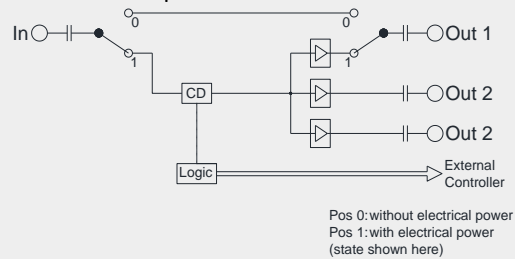 0
0
In
Out 1
1
1
CD
Out 2
Out 2
Logic
External
Controller
Pos 0:without electrical power
Pos 1:with electrical power
(state shown here)